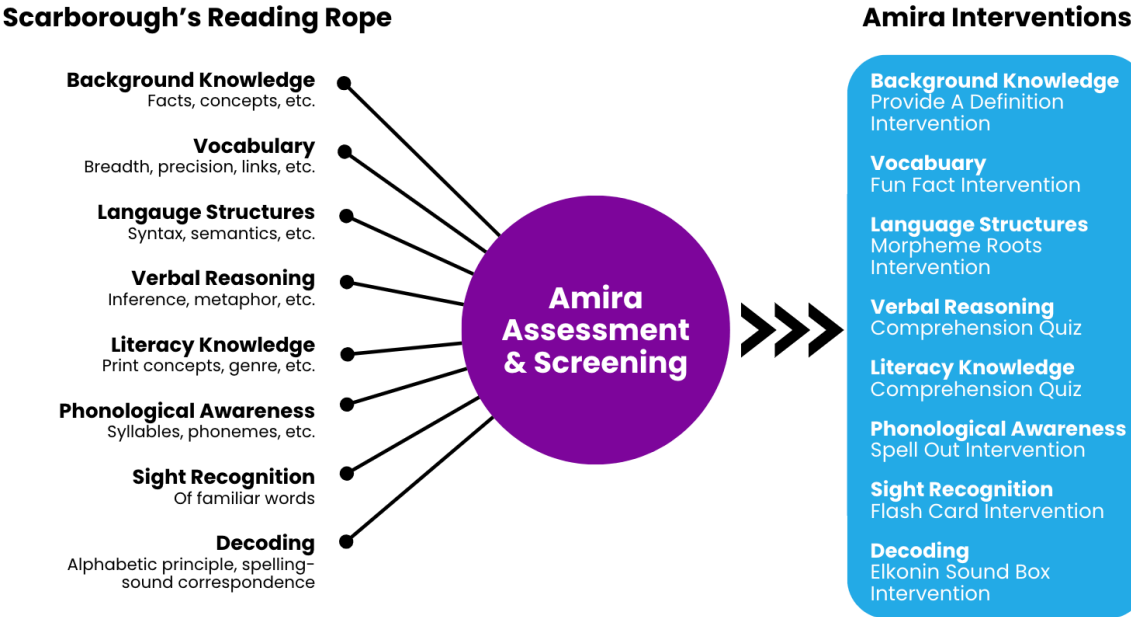 Scarborough’s Reading Rope
Background Knowledge
Facts, concepts, etc.
Vocabulary
Breadth, precision, links, etc.
Langauge Structures
Syntax, semantics, etc.
Verbal Reasoning
Inference, metaphor, etc.
Literacy Knowledge
Print concepts, genre, etc.
Phonological Awareness
Syllables, phonemes, etc.
Sight Recognition
Of familiar words
Decoding
Alphabetic principle, spelling-
sound correspondence
Amira
Assessment
& Screening
Amira Interventions
Background Knowledge
Provide A Definition
Intervention
Vocabuary
Fun Fact Intervention
Language Structures
Morpheme Roots
Intervention
Verbal Reasoning
Comprehension Quiz
Literacy Knowledge
Comprehension Quiz
Phonological Awareness
Spell Out Intervention
Sight Recognition
Flash Card Intervention
Decoding
Elkonin Sound Box
Intervention